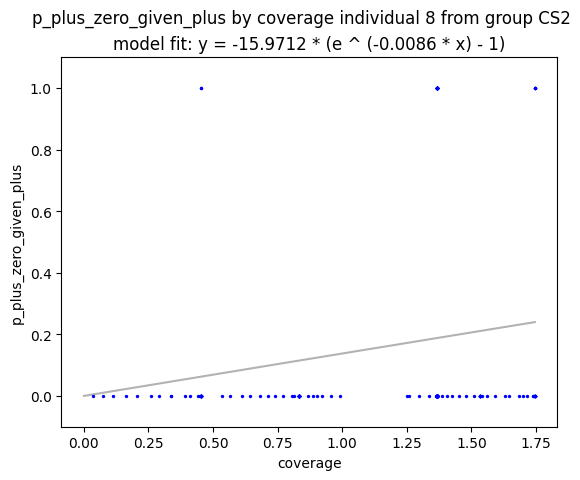 p_plus_zero_given_plus by coverage individual 8 from group CS2
model fit: y = -15.9712 * (e ^ (-0.0086 * x) - 1)
1.0
0.8
0.6
0.4
0.2
0.0
p_plus_zero_given_plus
0.00 0.25 0.50 0.75 1.00 1.25 1.50 1.75
coverage